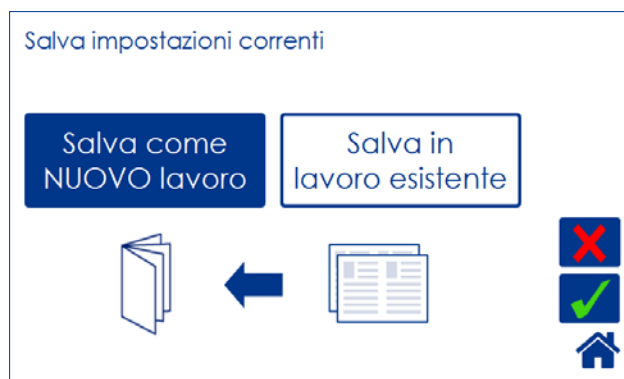 Salva impostazioni correnti
Salva come
NUOVO lavoro
Salva in
lavoro esistente